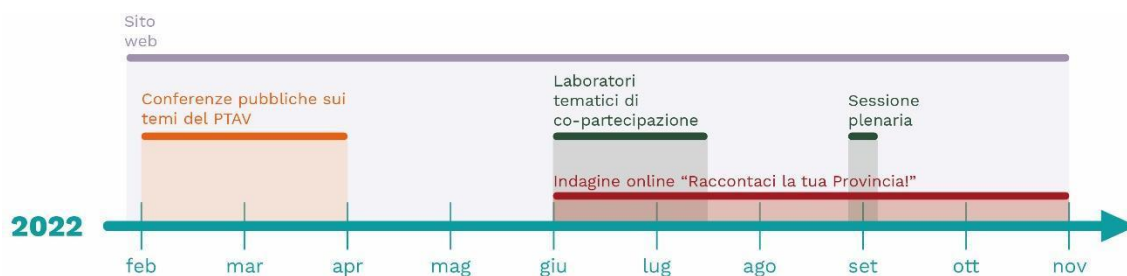 Sito
web
Conferenze pubbliche sui
temi del PTAV
Laboratori
tematici di
co-partecipazione
Sessione
plenaria
Indagine online “Raccontaci la tua Provincia!”
2022
feb mar apr mag giu lug ago set ott nov